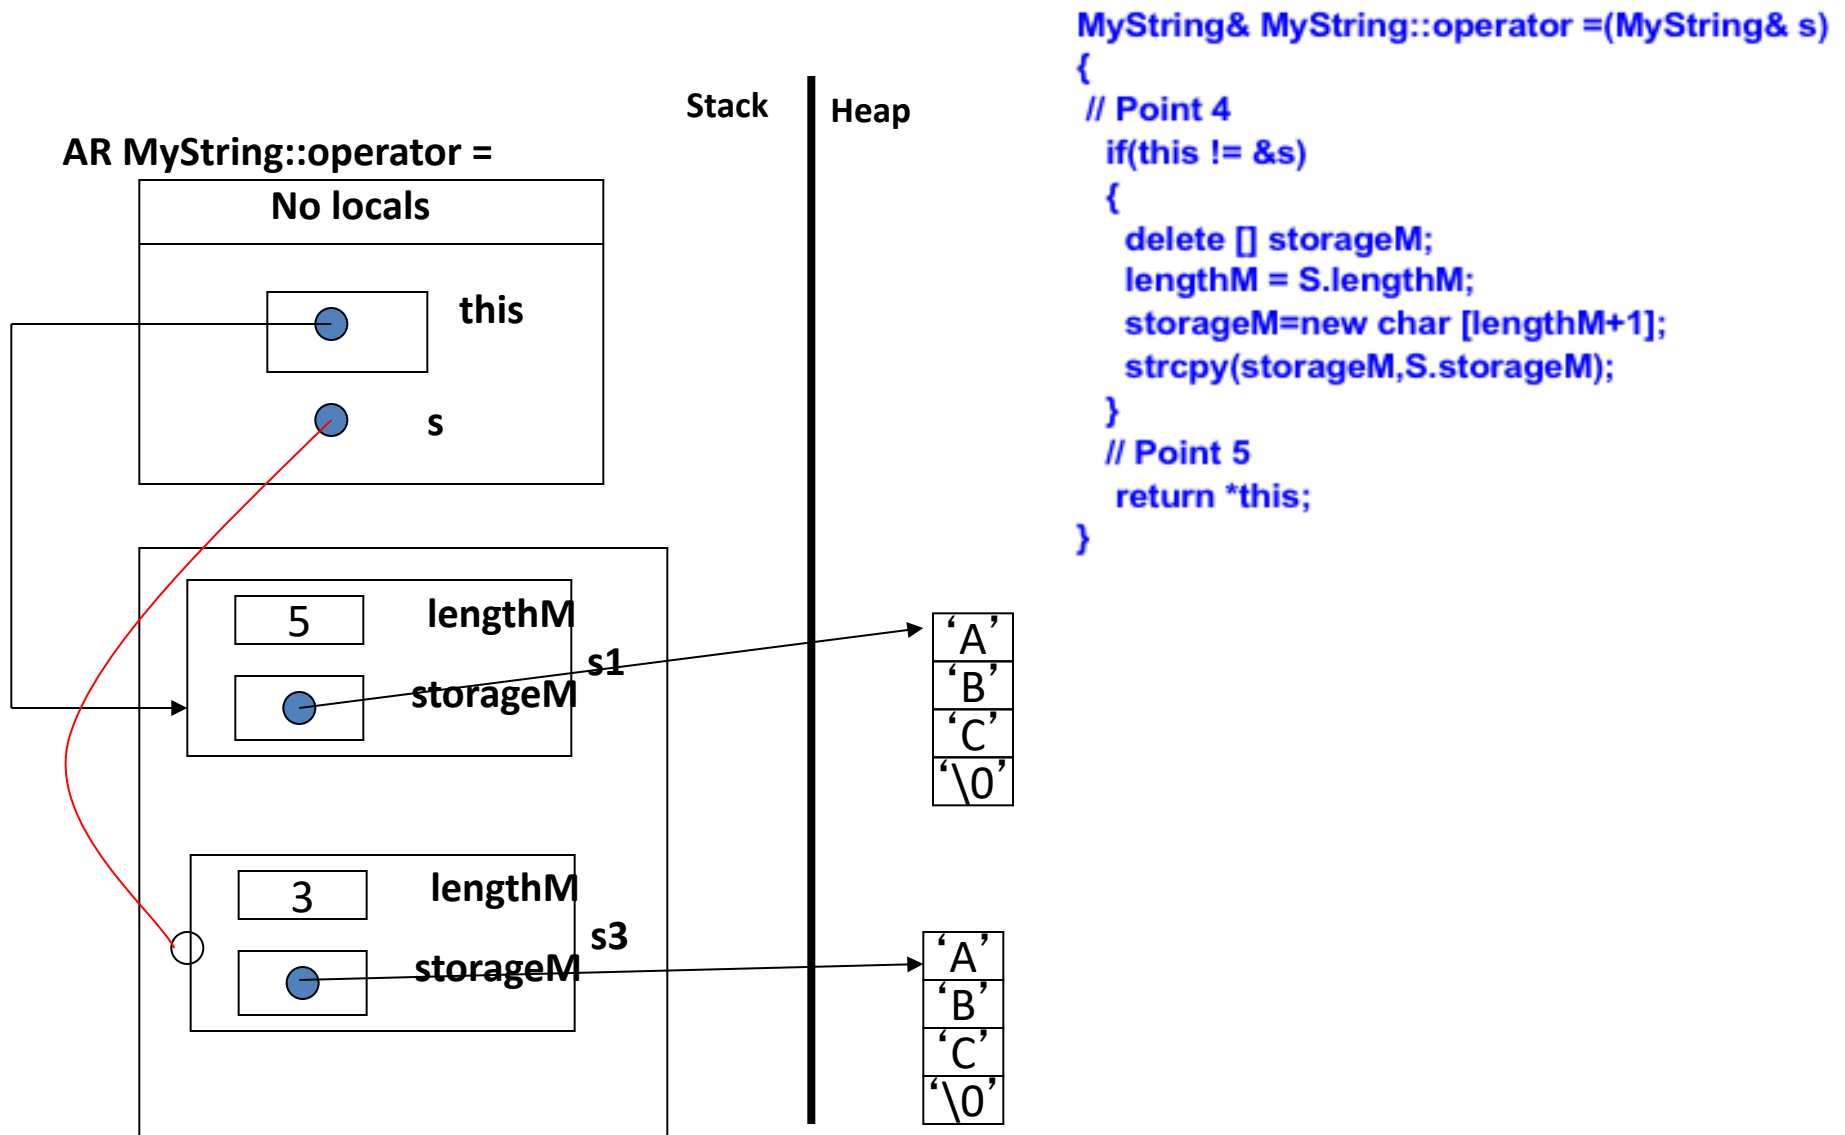 MyString& MyString::operator =(MyString& s)
{
// Point 4
if(this != &s)
{
delete [] storageM;
lengthM = S.lengthM;
storageM=new char [lengthM+1];
strcpy(storageM,S.storageM);
}
// Point 5
return *this;
}
Stack
Heap
AR MyString::operator =
No locals
this
s
5
lengthM
s1
storageM
‘A’
‘B’
‘C’
‘\0’
3
lengthM
s3
storageM
‘A’
‘B’
‘C’
‘\0’